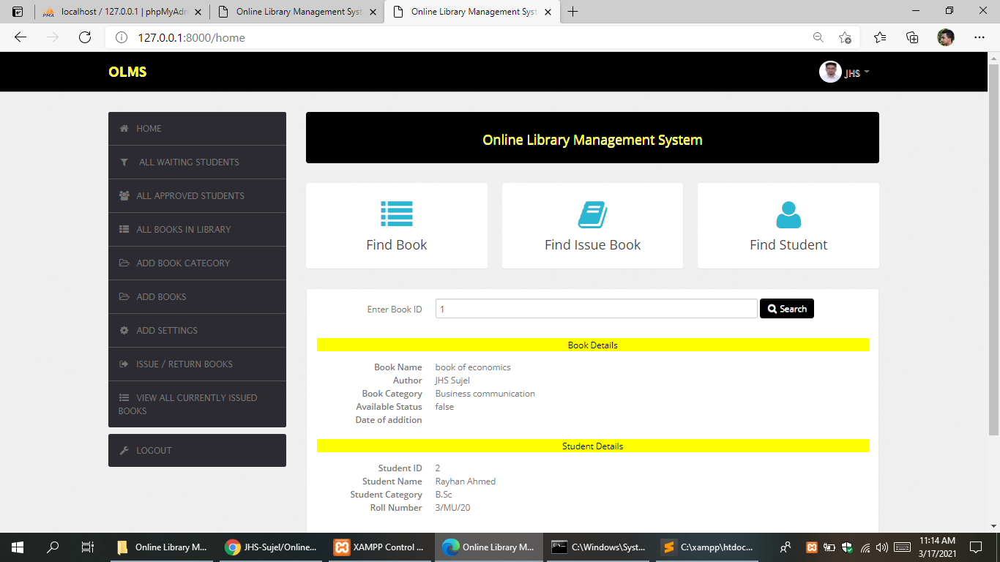 localhost / 127.0.0.1 | phpMyAdm
Online Library Management Syst
Online Library Management Syst
127.0.0.1:8000/home
OLMS
JHS
HOME
ALL WAITING STUDENTS
ALL APPROVED STUDENTS
ALL BOOKS IN LIBRARY
ADD BOOK CATEGORY
ADD BOOKS
ADD SETTINGS
ISSUE / RETURN BOOKS
VIEW ALL CURRENTLY ISSUED
BOOKS
LOGOUT
Online Library Management System
Find Book
Find Issue Book
Find Student
Enter Book ID 1 Search
Book Details
Book Name book of economics
Author JHS Sujel
Book Category Business communication
Available Status false
Date of addition
Student Details
Student ID 2
Student Name Rayhan Ahmed
Student Category B.Sc
Roll Number 3/MU/20
Online Library M...
JHS-Sujel/Online...
XAMPP Control ...
Online Library M...
C:\Windows\Syst...
C:\xampp\htdoc...
11:14 AM
3/17/2021